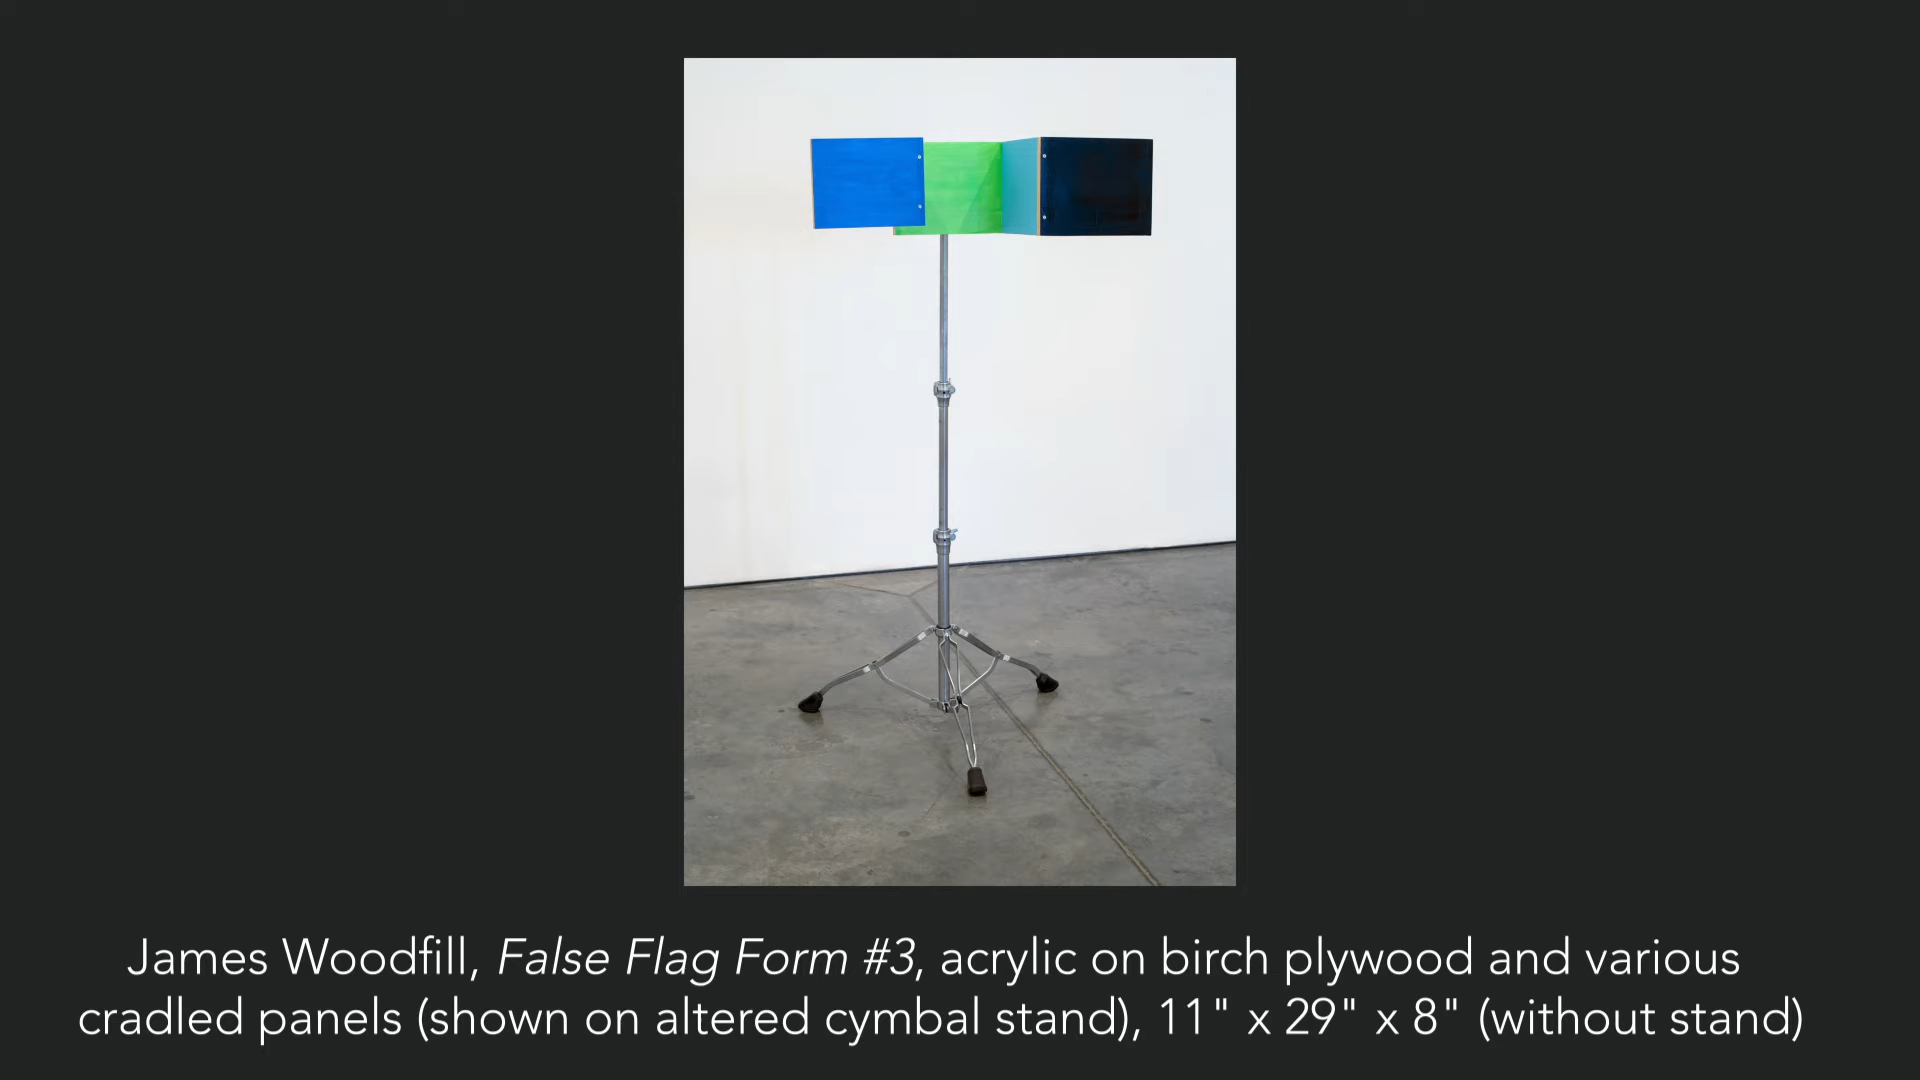 James Woodfill, False Flag Form #3, acrylic on birch plywood and various
cradled panels (shown on altered cymbal stand), 11" x 29" x 8" (without stand)